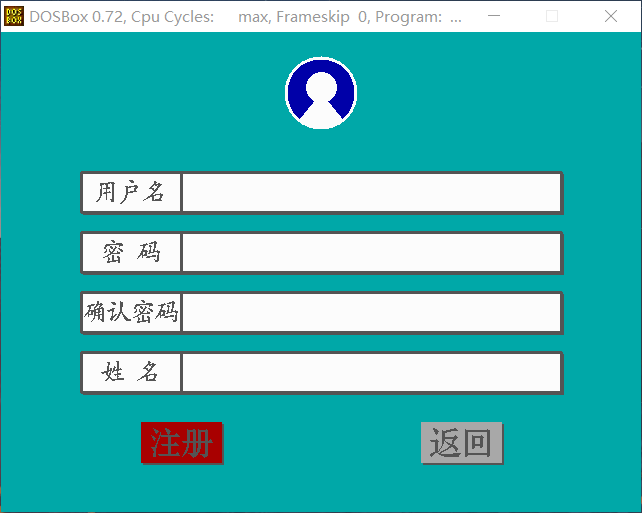 DOSBox 0.72, Cpu Cycles: max, Frameskip 0, Program: ...
用户名
密 码
确认密码
姓 名
注册 返回